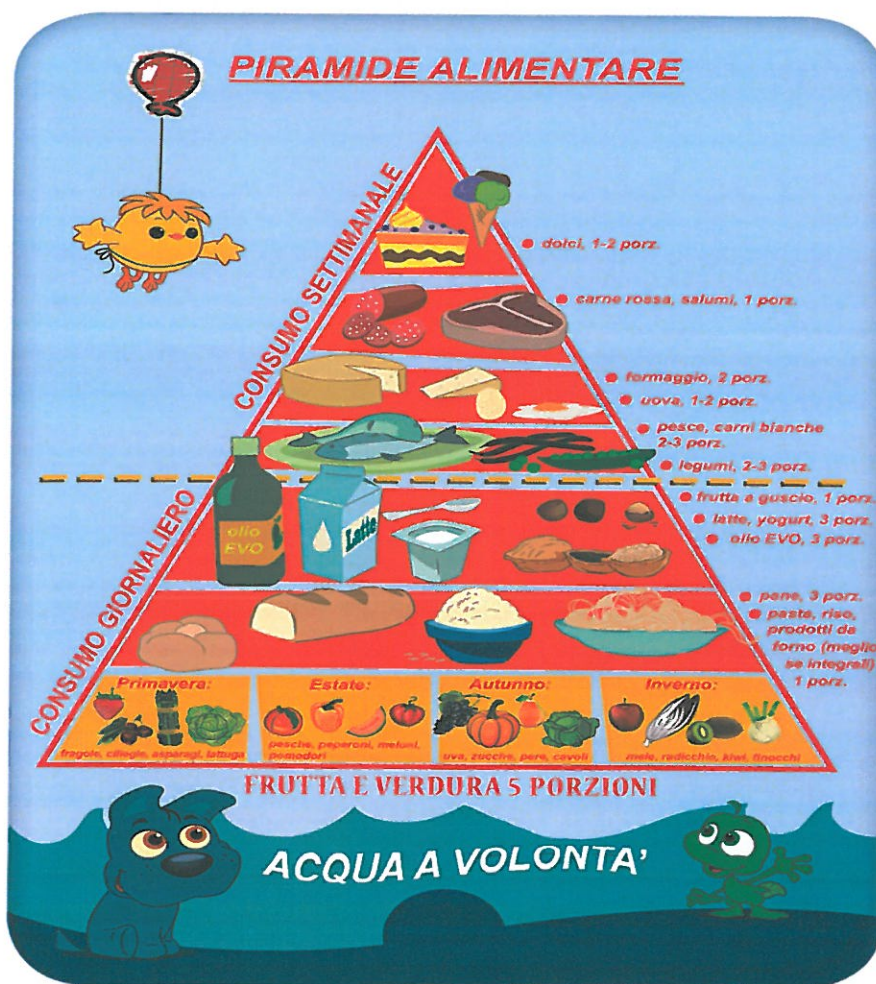 PIRAMIDE ALIMENTARE
CONSUMO SETTIMANALE
dolci, 1-2 porz.
carne rossa, salumi, 1 porz.
formaggio, 2 porz.
uova, 1-2 porz.
pesce, carni bianche
2-3 porz.
legumi, 2-3 porz.
CONSUMO GIORNALIERO
frutta a guscio, 1 porz.
latte, yogurt, 3 porz.
olio EVO, 3 porz.
olio
EVO
Latte
pane, 3 porz.
pasta, riso,
prodotti da
forno (meglio
se integrali)
1 porz.
Primavera:
fragole, ciliegie, asparagi, lattuga
Estate:
pesche, peperoni, meloni,
pomodori
Autunno:
uva, zucche, pere, cavoli
Inverno:
mele, radicchio, kiwi, finocchi
FRUTTA E VERDURA 5 PORZIONI
ACQUA A VOLONTA'